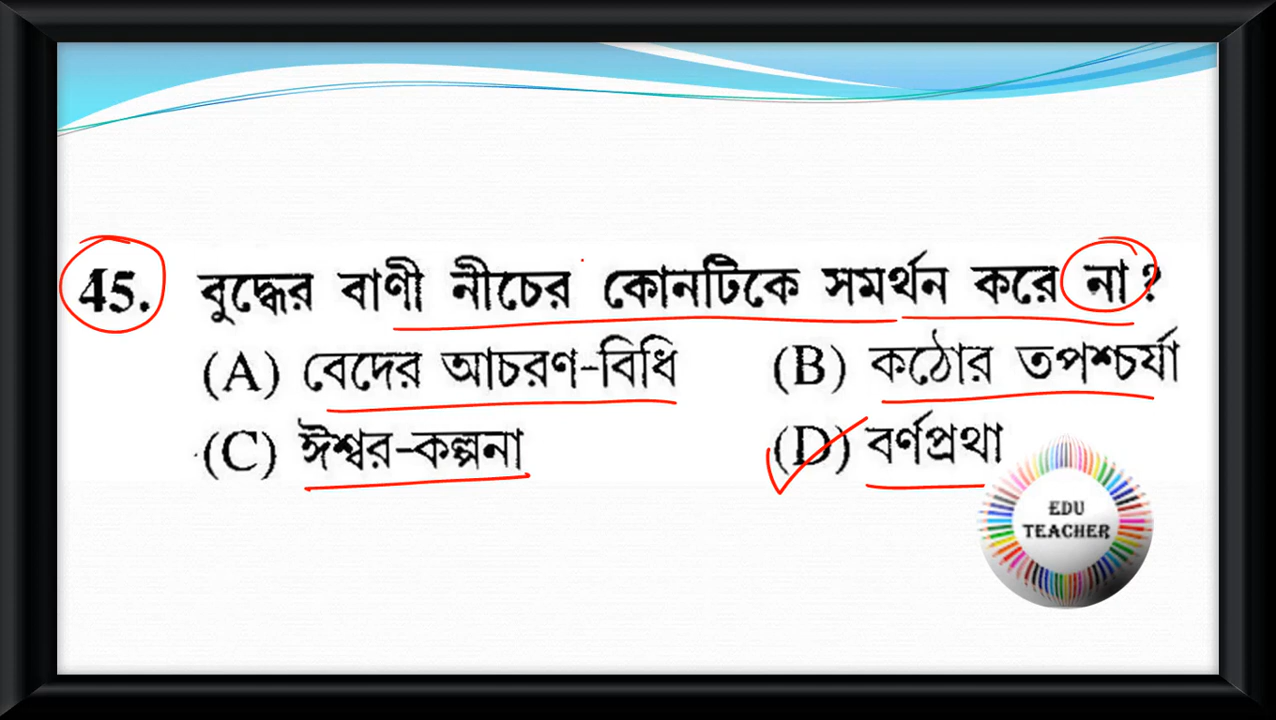 45. বুদ্ধের বাণী নীচের কোনটিকে সমর্থন করে না?
(A) বেদের আচরণ-বিধি (B) কঠোর তপশ্চর্যা
(C) ঈশ্বর-কল্পনা (D) বর্ণপ্রথা
EDU
TEACHER